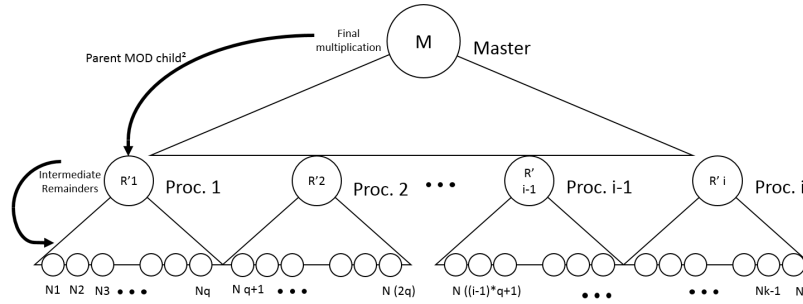 Final
multiplication
M
Master
Parent MOD child²
Intermediate
Remainders
R'1
Proc. 1
R'2
Proc. 2
•••
R'
i-1
Proc. i-1
R' i
Proc. i
N1
N2
N3
•••
Nq
N q+1
•••
N (2q)
N ((i-1)*q+1)
•••
•••
Nk-1
N